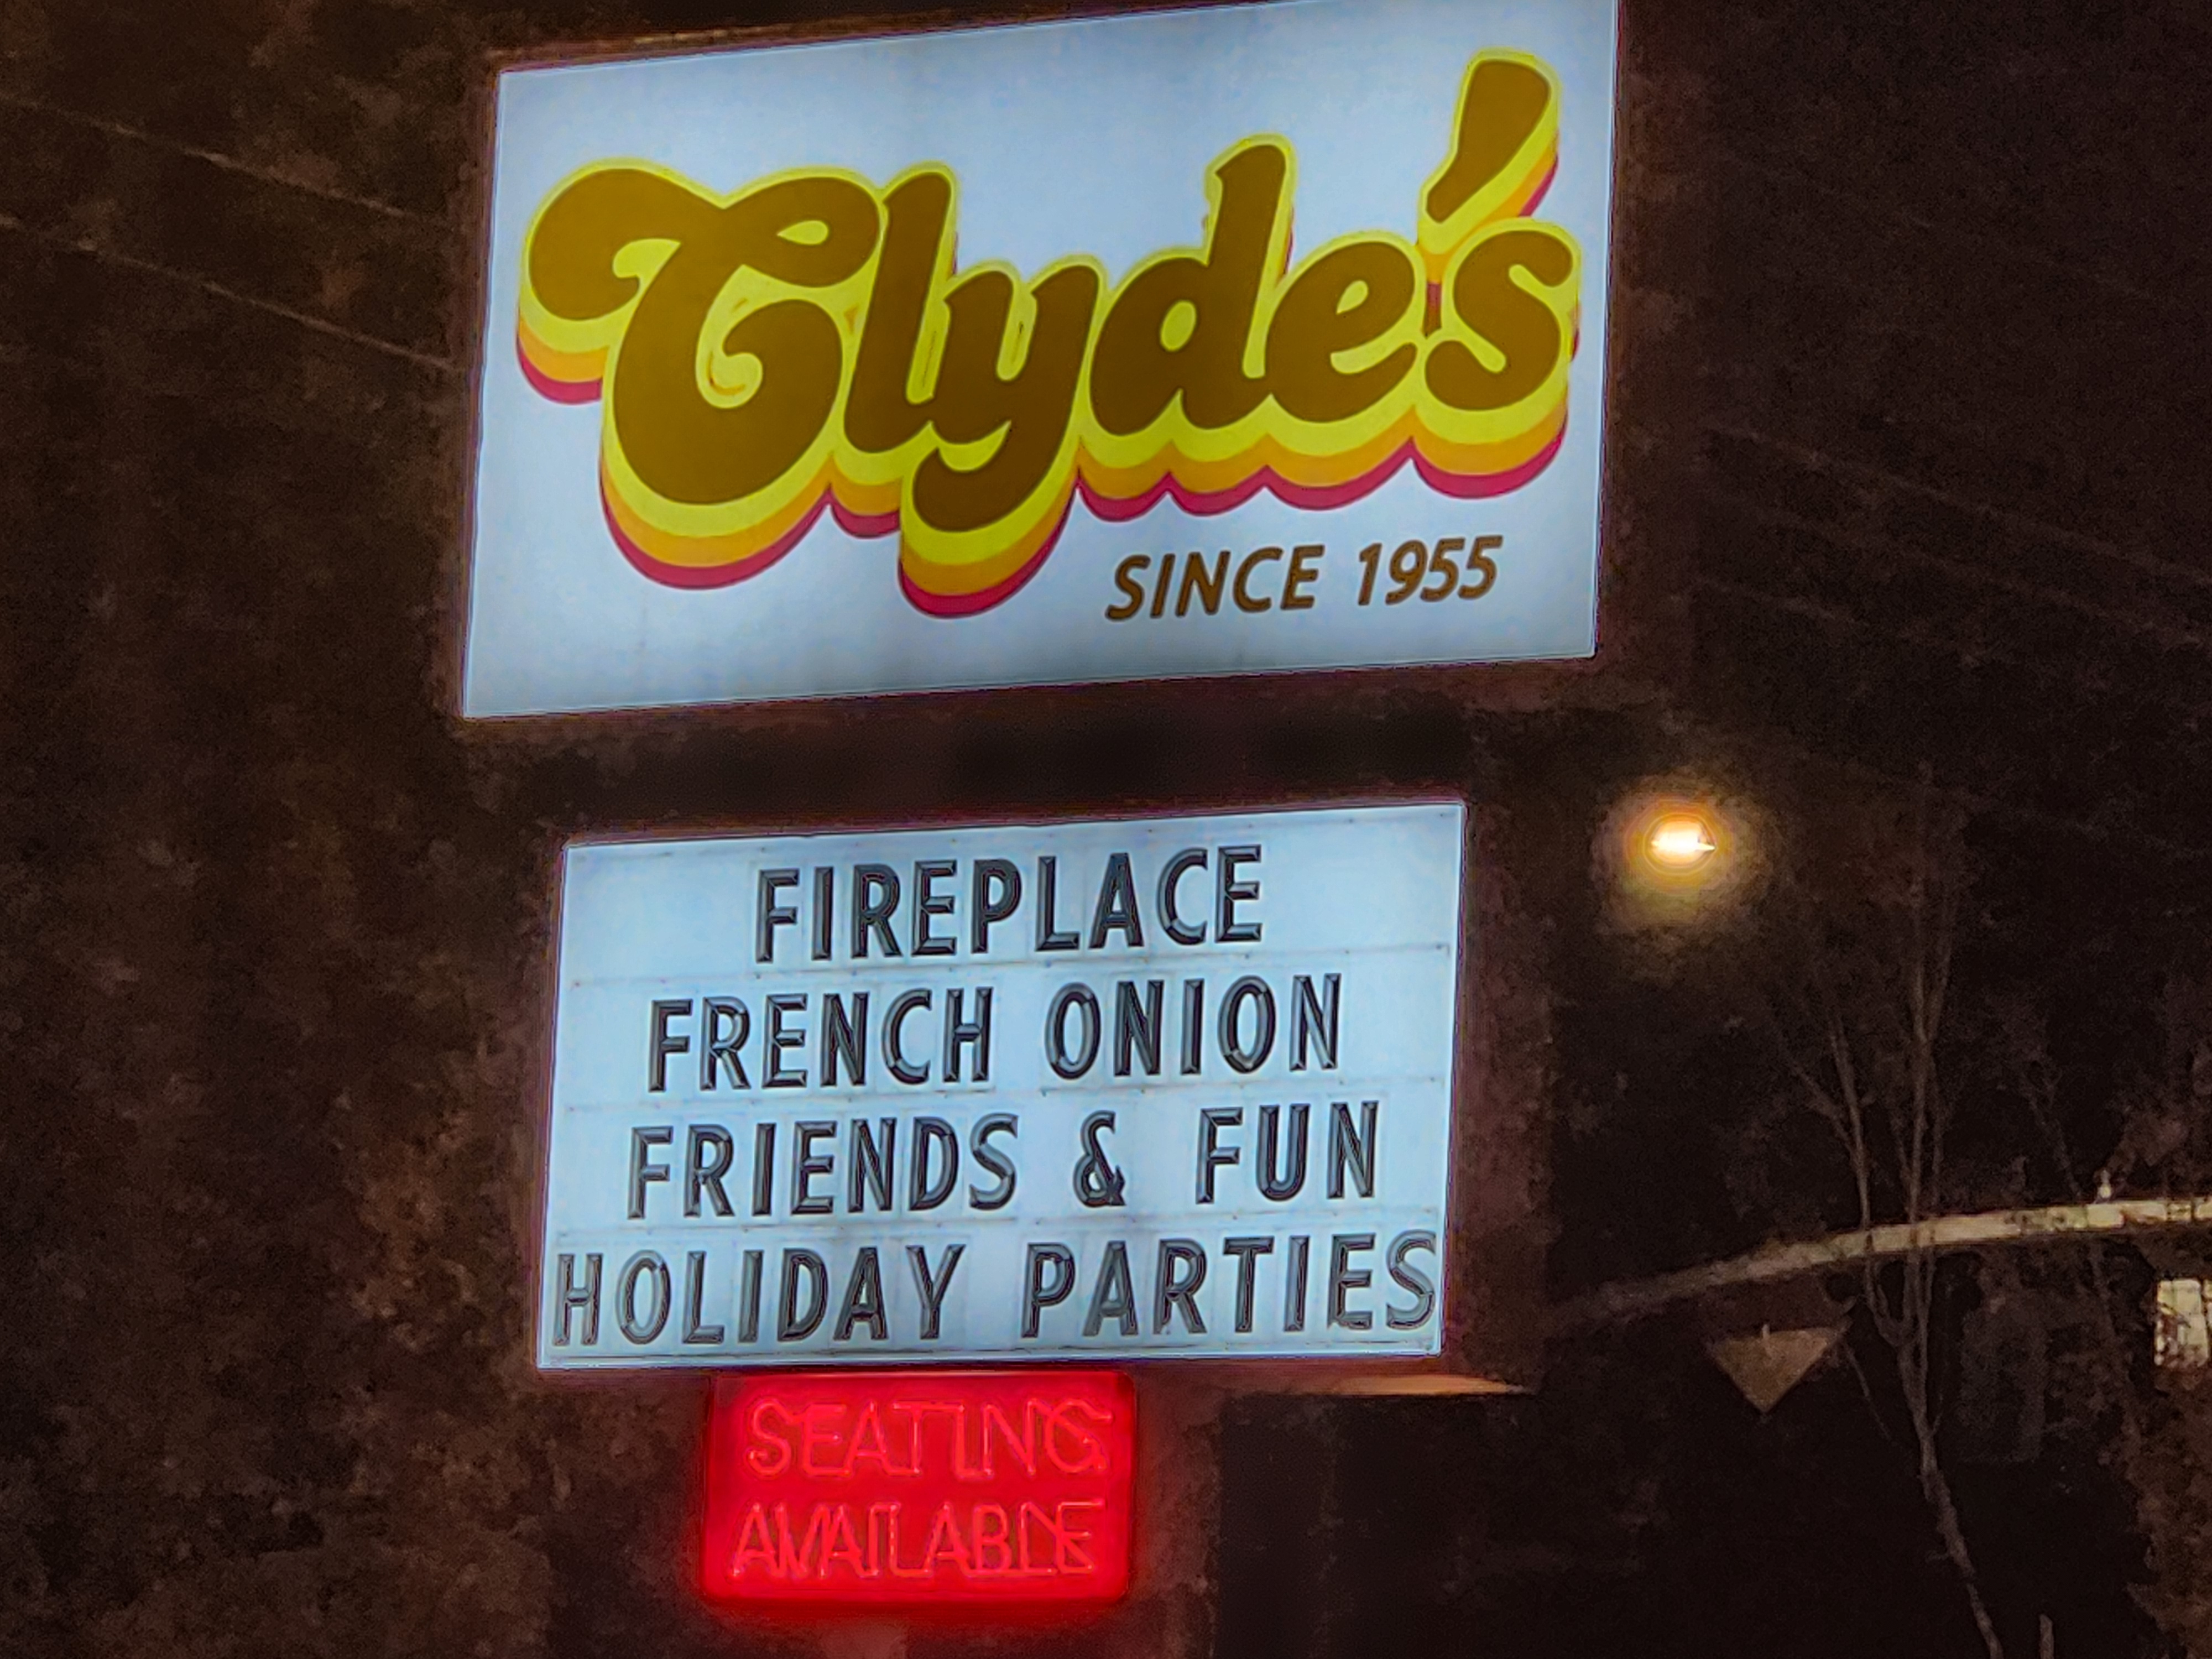 Clyde's
SINCE 1955
FIREPLACE
FRENCH ONION
FRIENDS & FUN
HOLIDAY PARTIES
SEATING
AVAILABLE